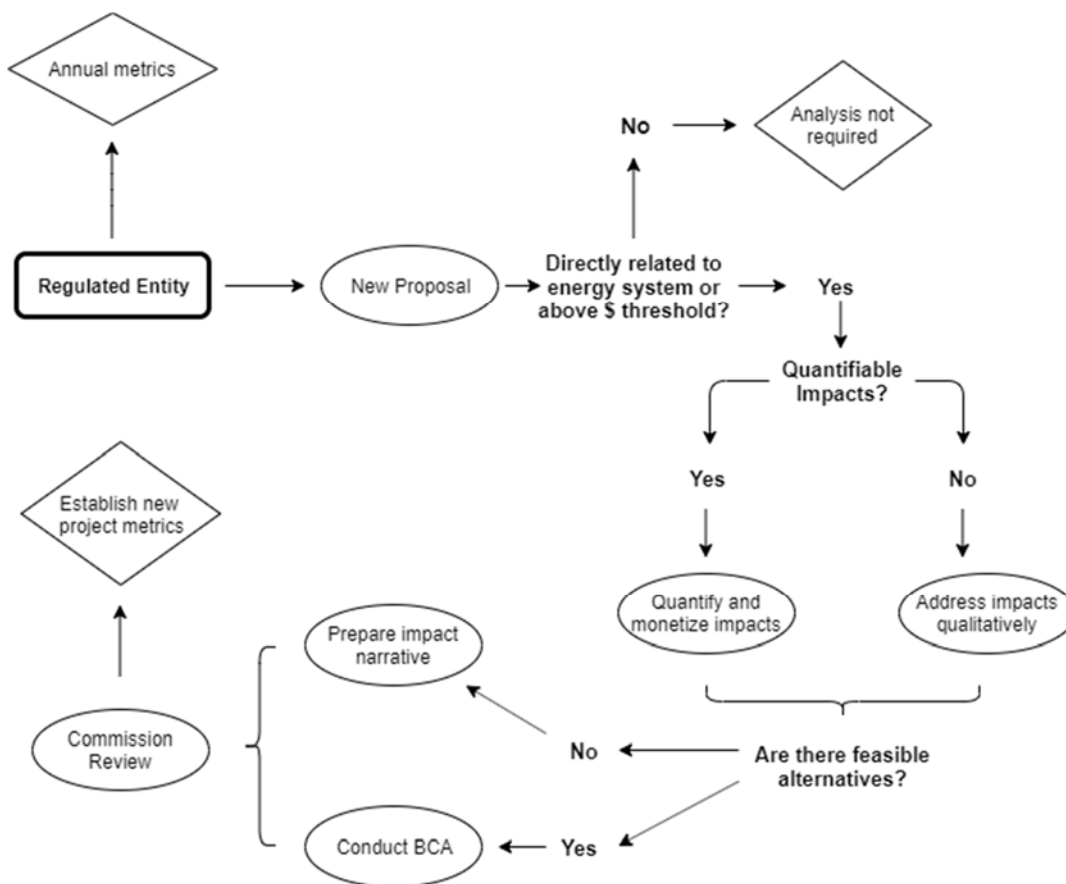 Annual metrics
No
Analysis not
required
Regulated Entity
New Proposal
Directly related to
energy system or
above $ threshold?
Yes
Quantifiable
Impacts?
Yes
No
Establish new
project metrics
Quantify and
monetize impacts
Address impacts
qualitatively
Prepare impact
narrative
Commission
Review
No
Are there feasible
alternatives?
Conduct BCA
Yes